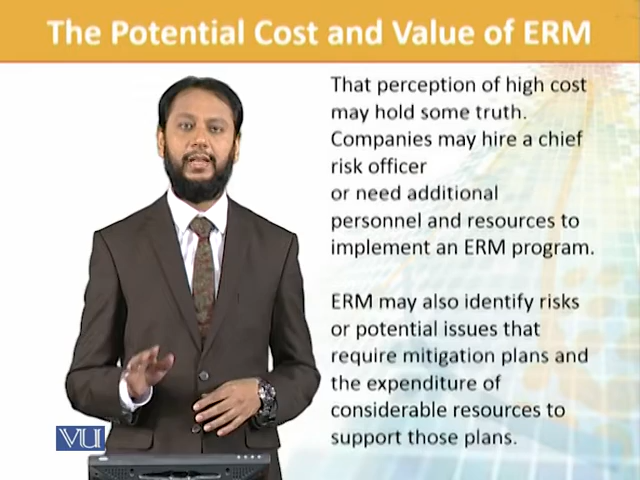 The Potential Cost and Value of ERM
That perception of high cost
may hold some truth.
Companies may hire a chief
risk officer
or need additional
personnel and resources to
implement an ERM program.
ERM may also identify risks
or potential issues that
require mitigation plans and
the expenditure of
considerable resources to
support those plans.
VU